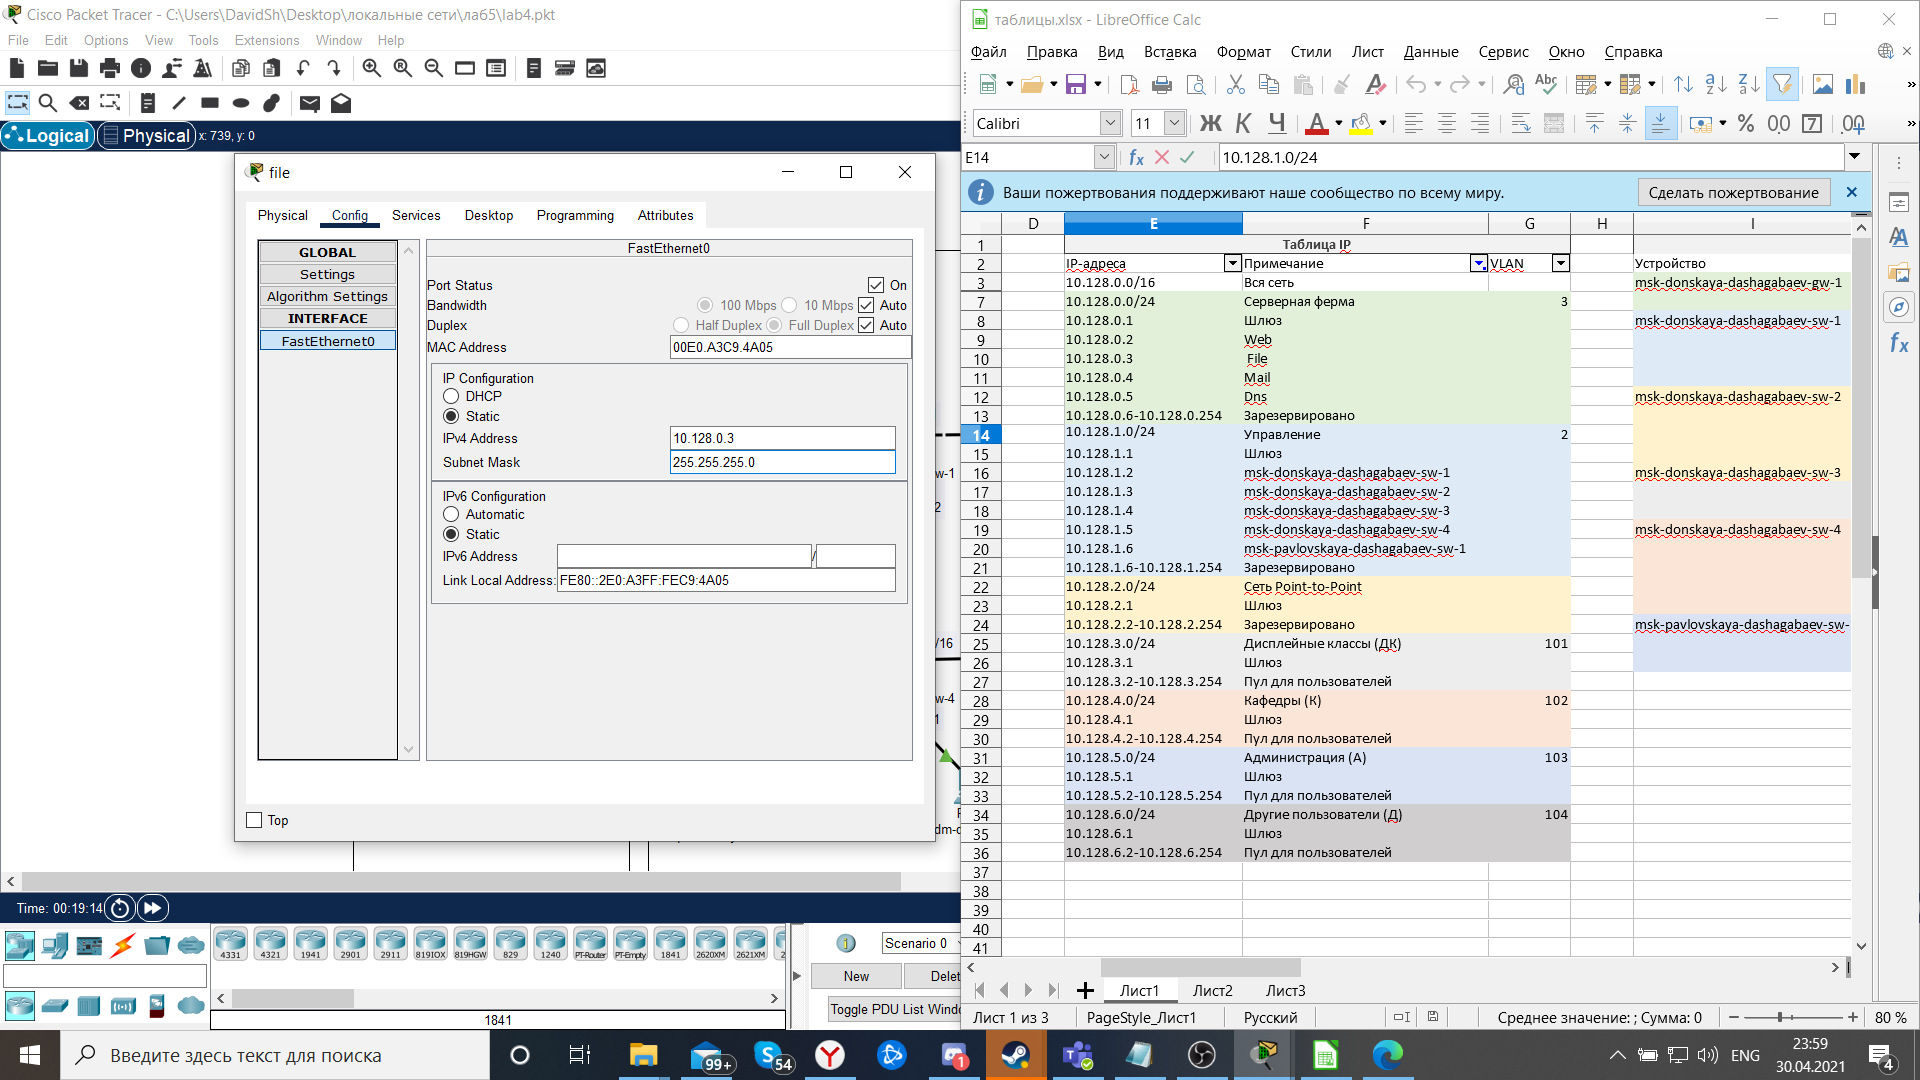 Cisco Packet Tracer - C:\Users\DavidSh\Desktop\локальные сети\ла65\lab4.pkt
File Edit Options View Tools Extensions Window Help
Logical Physical x: 739, y: 0
file
Physical Config Services Desktop Programming Attributes
GLOBAL
Settings
Algorithm Settings
INTERFACE
FastEthernet0
FastEthernet0
Port Status On
Bandwidth 100 Mbps 10 Mbps Auto
Duplex Half Duplex Full Duplex Auto
MAC Address 00E0.A3C9.4A05
IP Configuration
DHCP
Static
IPv4 Address 10.128.0.3
Subnet Mask 255.255.255.0
IPv6 Configuration
Automatic
Static
IPv6 Address /
Link Local Address: FE80::2E0:A3FF:FEC9:4A05
Top
w-1
2
/16
w-4
1
dm-d
Time: 00:19:14
4331 4321 1941 2901 2911 819IOX 819HGW 829 1240 PT-Router PT-Empty 1841 2620XM 2621XM 2
1841
1 Scenario 0
New Delet
Toggle PDU List Windo
таблицы.xlsx - LibreOffice Calc
Файл Правка Вид Вставка Формат Стили Лист Данные Сервис Окно Справка
Calibri 11 Ж К Ч
E14 fx 10.128.1.0/24
Ваши пожертвования поддерживают наше сообщество по всему миру. Сделать пожертвование
D E F G H I
1 Таблица IP
2 IP-адреса Примечание VLAN Устройство
3 10.128.0.0/16 Вся сеть msk-donskaya-dashagabaev-gw-1
7 10.128.0.0/24 Серверная ферма 3
8 10.128.0.1 Шлюз msk-donskaya-dashagabaev-sw-1
9 10.128.0.2 Web
10 10.128.0.3 File
11 10.128.0.4 Mail
12 10.128.0.5 Dns msk-donskaya-dashagabaev-sw-2
13 10.128.0.6-10.128.0.254 Зарезервировано
14 10.128.1.0/24 Управление 2
15 10.128.1.1 Шлюз
16 10.128.1.2 msk-donskaya-dashagabaev-sw-1 msk-donskaya-dashagabaev-sw-3
17 10.128.1.3 msk-donskaya-dashagabaev-sw-2
18 10.128.1.4 msk-donskaya-dashagabaev-sw-3
19 10.128.1.5 msk-donskaya-dashagabaev-sw-4 msk-donskaya-dashagabaev-sw-4
20 10.128.1.6 msk-pavlovskaya-dashagabaev-sw-1
21 10.128.1.6-10.128.1.254 Зарезервировано
22 10.128.2.0/24 Сеть Point-to-Point
23 10.128.2.1 Шлюз
24 10.128.2.2-10.128.2.254 Зарезервировано msk-pavlovskaya-dashagabaev-sw-
25 10.128.3.0/24 Дисплейные классы (ДК) 101
26 10.128.3.1 Шлюз
27 10.128.3.2-10.128.3.254 Пул для пользователей
28 10.128.4.0/24 Кафедры (К) 102
29 10.128.4.1 Шлюз
30 10.128.4.2-10.128.4.254 Пул для пользователей
31 10.128.5.0/24 Администрация (А) 103
32 10.128.5.1 Шлюз
33 10.128.5.2-10.128.5.254 Пул для пользователей
34 10.128.6.0/24 Другие пользователи (Д) 104
35 10.128.6.1 Шлюз
36 10.128.6.2-10.128.6.254 Пул для пользователей
37
38
39
40
41
Лист1 Лист2 Лист3
Лист 1 из 3 PageStyle_Лист1 Русский Среднее значение: ; Сумма: 0 80 %
Введите здесь текст для поиска 99+ 54 1 ENG 23:59
30.04.2021 4